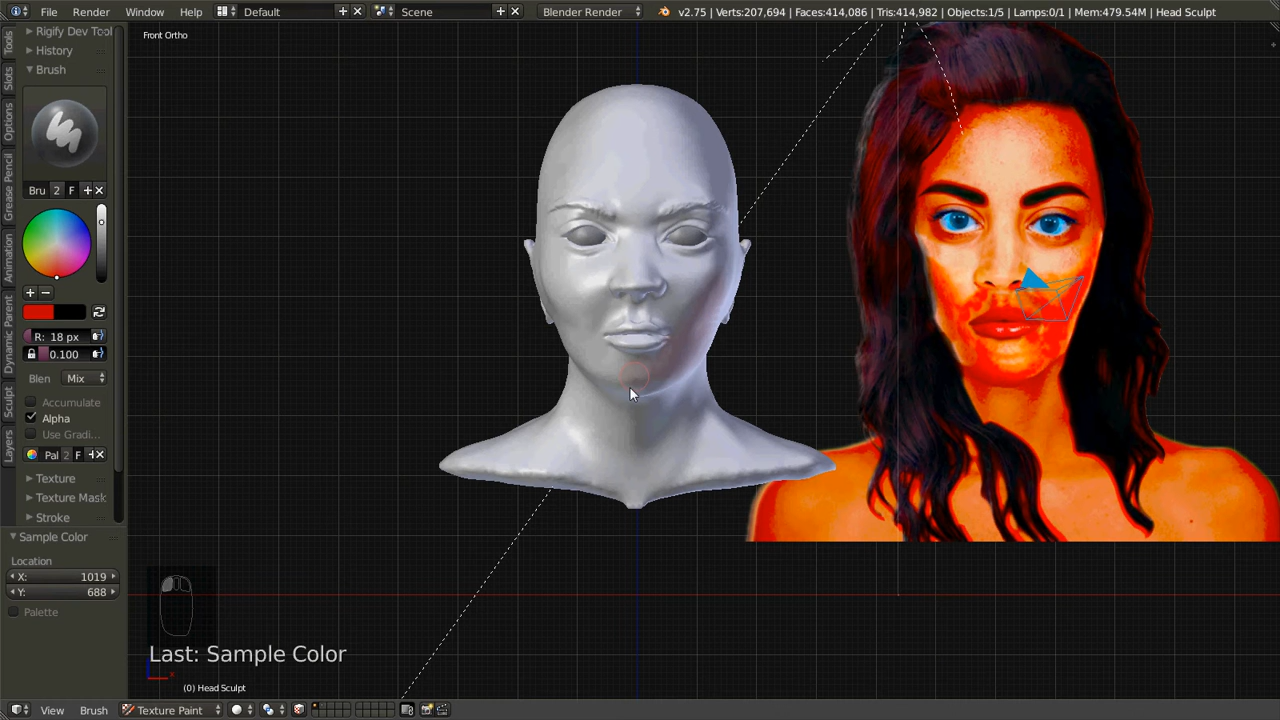 File Render Window Help Default Scene Blender Render v2.75 | Verts:207,694 | Faces:414,086 | Tris:414,982 | Objects:1/5 | Lamps:0/1 | Mem:479.54M | Head Sculpt
Tools
Slots
Options
Grease Pencil
Animation
Dynamic Parent
Sculpt
Layers
Rigify Dev Tool
History
Brush
Bru 2 F
R: 18 px
0.100
Blen Mix
Accumulate
Alpha
Use Gradi...
Pal 2 F
Texture
Texture Mask
Stroke
Sample Color
Location
X: 1019
Y: 688
Palette
Front Ortho
Last: Sample Color
x
(0) Head Sculpt
View Brush Texture Paint